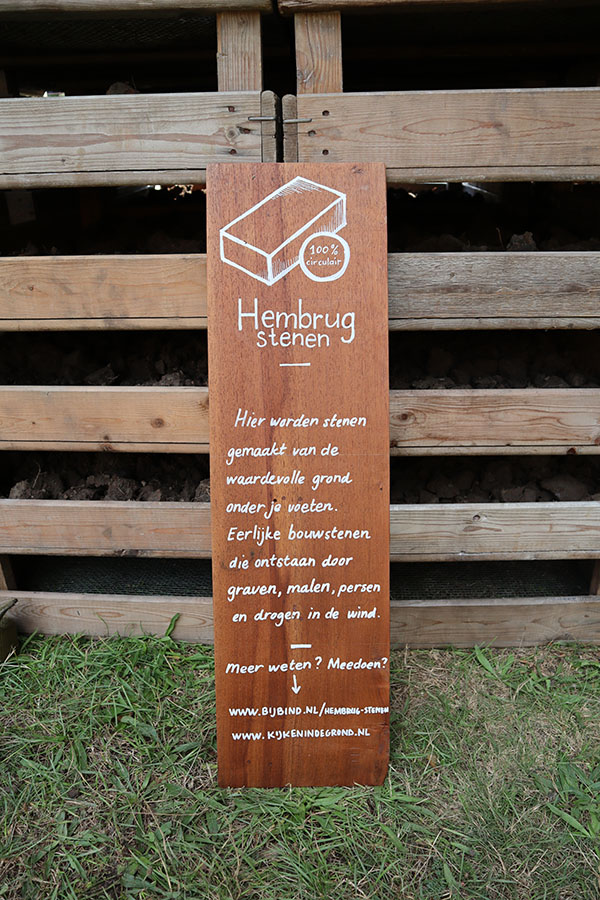 100%
circulair
Hembrug
stenen
Hier worden stenen
gemaakt van de
waardevolle grond
onder je voeten.
Eerlijke bouwstenen
die ontstaan door
graven, malen, persen
en drogen in de wind.
Meer weten? Meedoen?
WWW.BIJBIND.NL/HEMBRUG-STENEN
WWW.KIJKENINDEGROND.NL